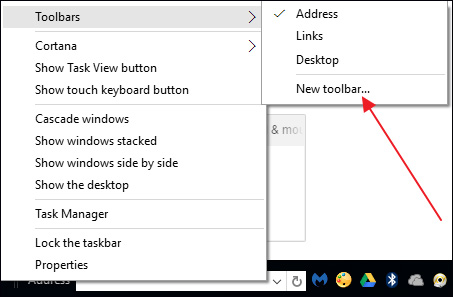 Toolbars
Cortana
Show Task View button
Show touch keyboard button
Cascade windows
Show windows stacked
Show windows side by side
Show the desktop
Task Manager
Lock the taskbar
Properties
Address
Links
Desktop
New toolbar...
&
Address